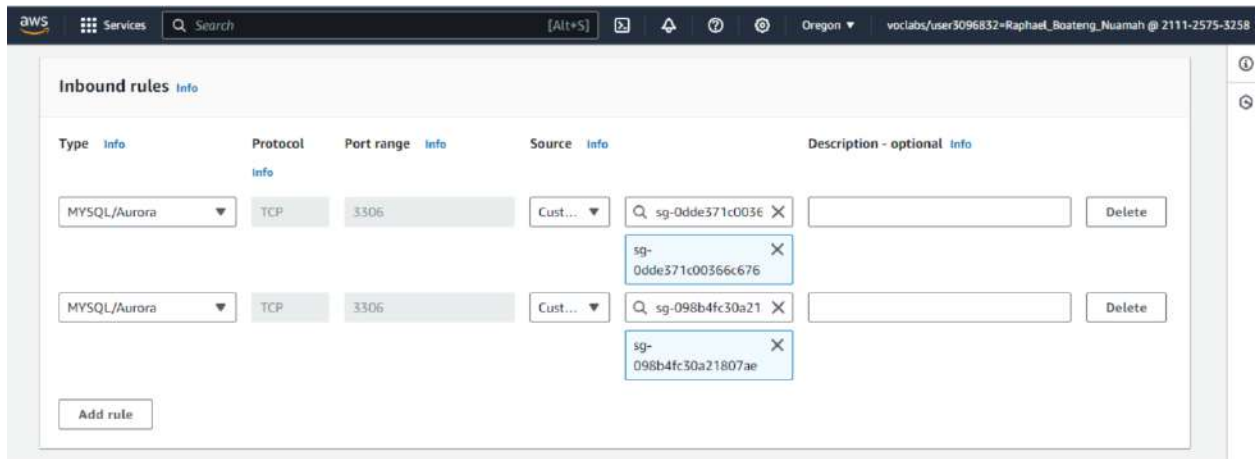 aws Services Search [Alt+S] Oregon voclabs/user3096832=Raphael_Boateng_Nuamah @ 2111-2575-3258
Inbound rules Info
Type Info Protocol Port range Info Source Info Description - optional Info
Info
MYSQL/Aurora TCP 3306 Cust... sg-0dde371c0036 Delete
sg-
0dde371c00366c676
MYSQL/Aurora TCP 3306 Cust... sg-098b4fc30a21 Delete
sg-
098b4fc30a21807ae
Add rule